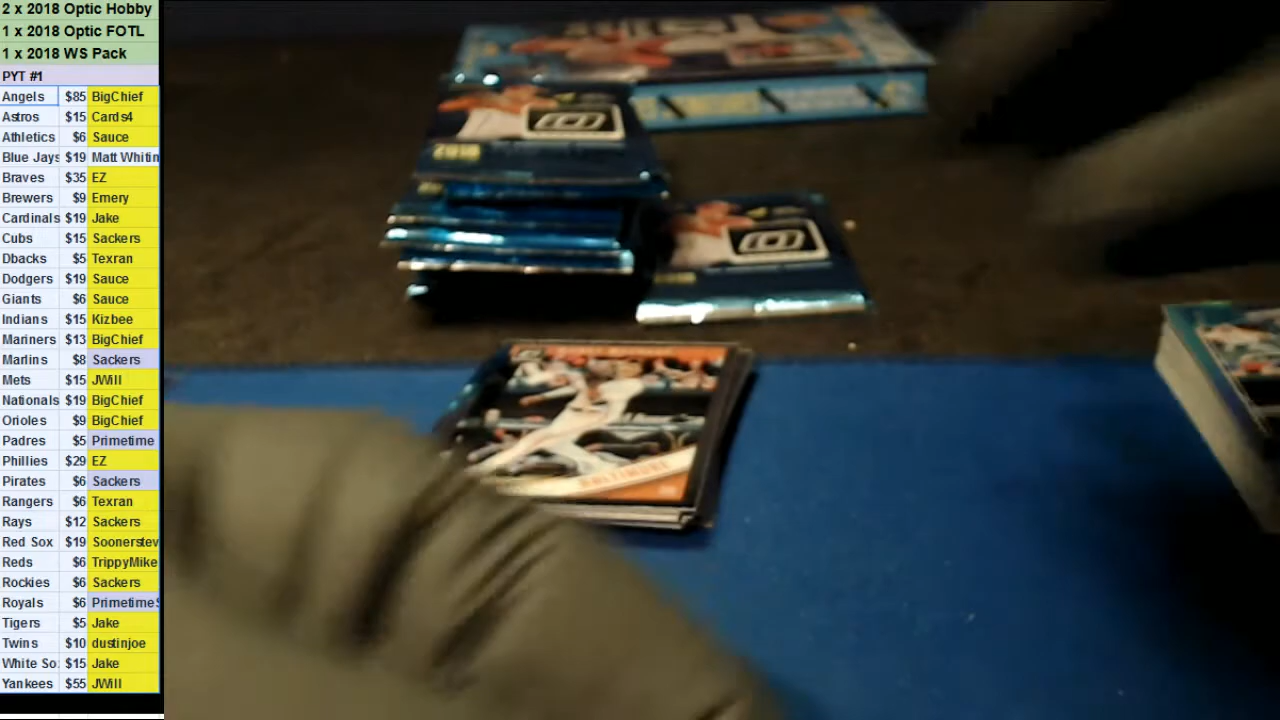 2 x 2018 Optic Hobby
1 x 2018 Optic FOTL
1 x 2018 WS Pack
PYT #1
Angels $85 BigChief
Astros $15 Cards4
Athletics $6 Sauce
Blue Jays $19 Matt Whitin
Braves $35 EZ
Brewers $9 Emery
Cardinals $19 Jake
Cubs $15 Sackers
Dbacks $5 Texran
Dodgers $19 Sauce
Giants $6 Sauce
Indians $15 Kizbee
Mariners $13 BigChief
Marlins $8 Sackers
Mets $15 JWill
Nationals $19 BigChief
Orioles $9 BigChief
Padres $5 Primetime
Phillies $29 EZ
Pirates $6 Sackers
Rangers $6 Texran
Rays $12 Sackers
Red Sox $19 Soonerstev
Reds $6 TrippyMike
Rockies $6 Sackers
Royals $6 PrimetimeS
Tigers $5 Jake
Twins $10 dustinjoe
White So $15 Jake
Yankees $55 JWill
2018
BALTIMORE